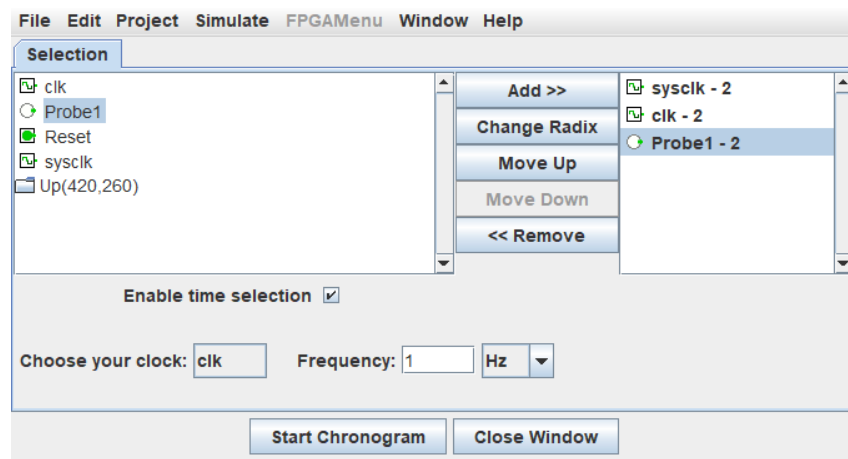 File Edit Project Simulate FPGAMenu Window Help
Selection
clk
Probe1
Reset
sysclk
Up(420,260)
Add >>
Change Radix
Move Up
Move Down
<< Remove
sysclk - 2
clk - 2
Probe1 - 2
Enable time selection
Choose your clock: clk Frequency: 1 Hz
Start Chronogram Close Window